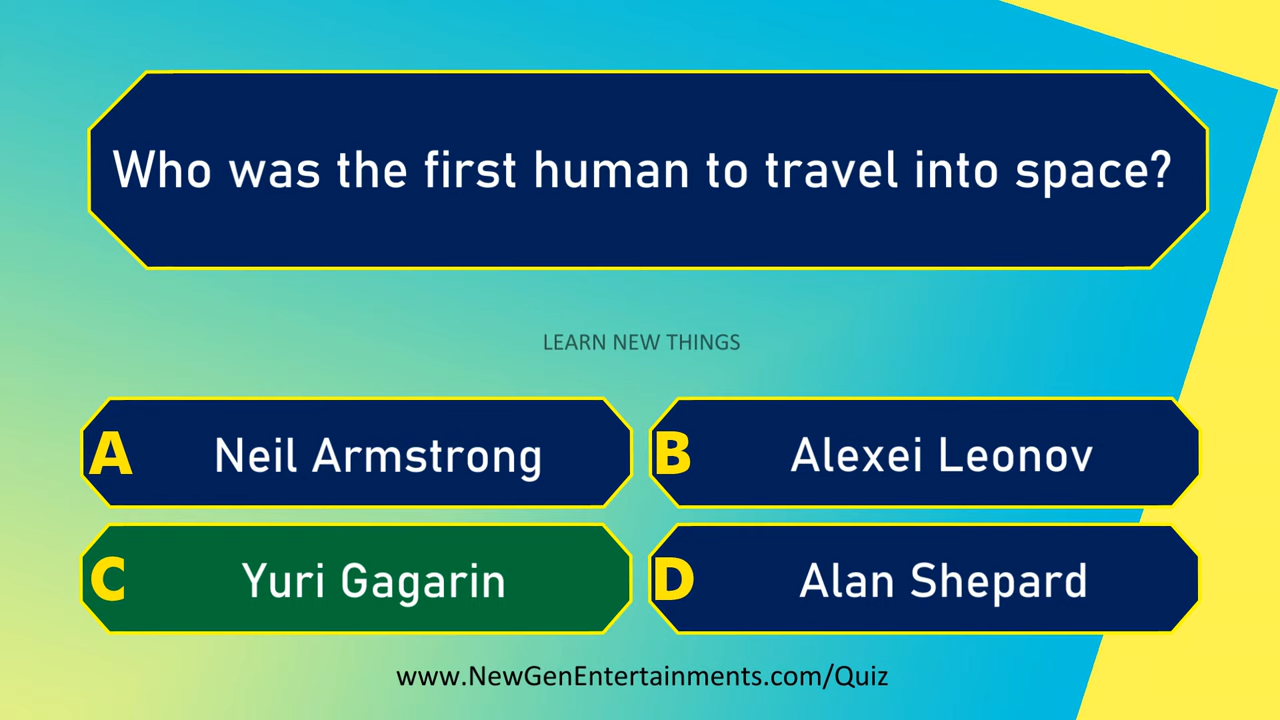 Who was the first human to travel into space?
LEARN NEW THINGS
A Neil Armstrong
B Alexei Leonov
C Yuri Gagarin
D Alan Shepard
www.NewGenEntertainments.com/Quiz